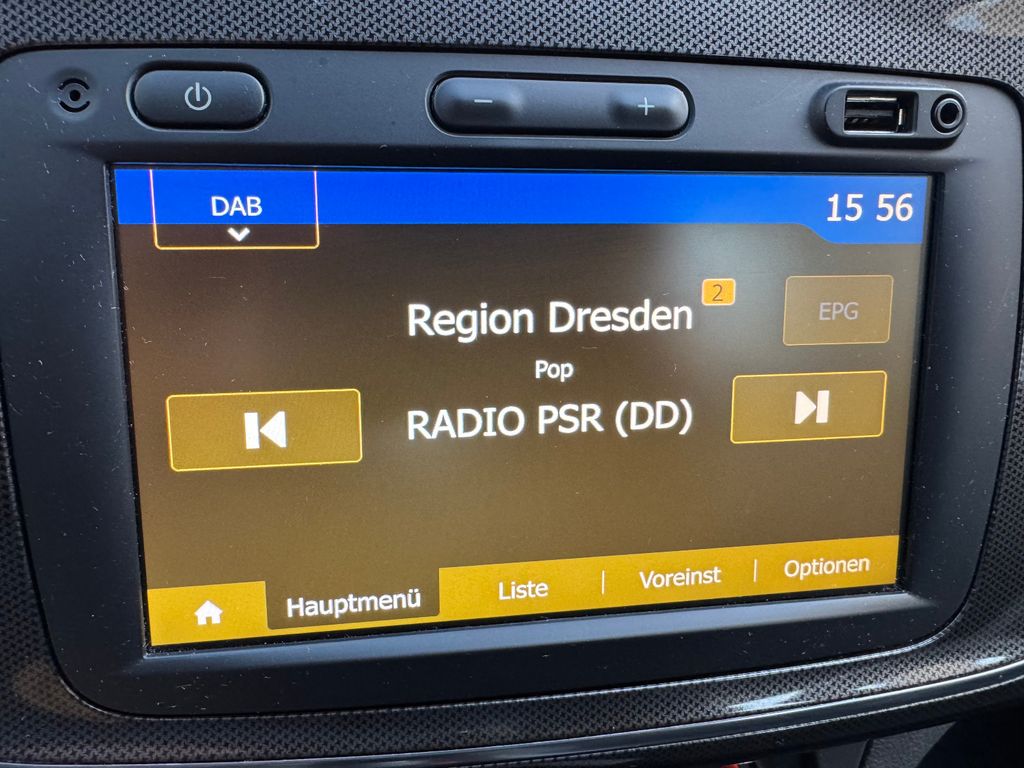 DAB
15 56
Region Dresden 2
EPG
Pop
RADIO PSR (DD)
Hauptmenü
Liste
Voreinst
Optionen